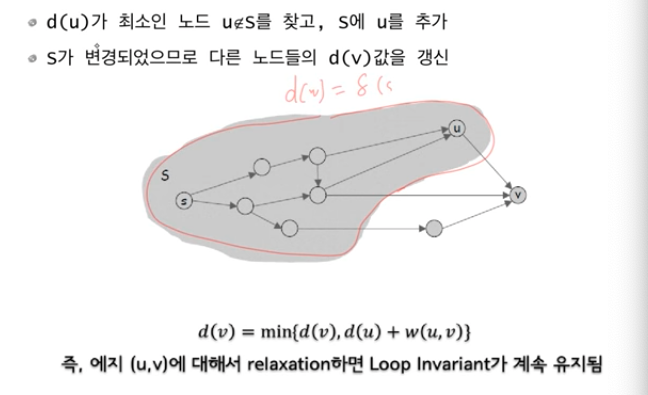 d(u)가 최소인 노드 u∉S를 찾고, S에 u를 추가
S가 변경되었으므로 다른 노드들의 d(v)값을 갱신
d(u) = δ(s
u
S
s
v
d(v) = min{d(v), d(u) + w(u, v)}
즉, 에지 (u,v)에 대해서 relaxation하면 Loop Invariant가 계속 유지됨